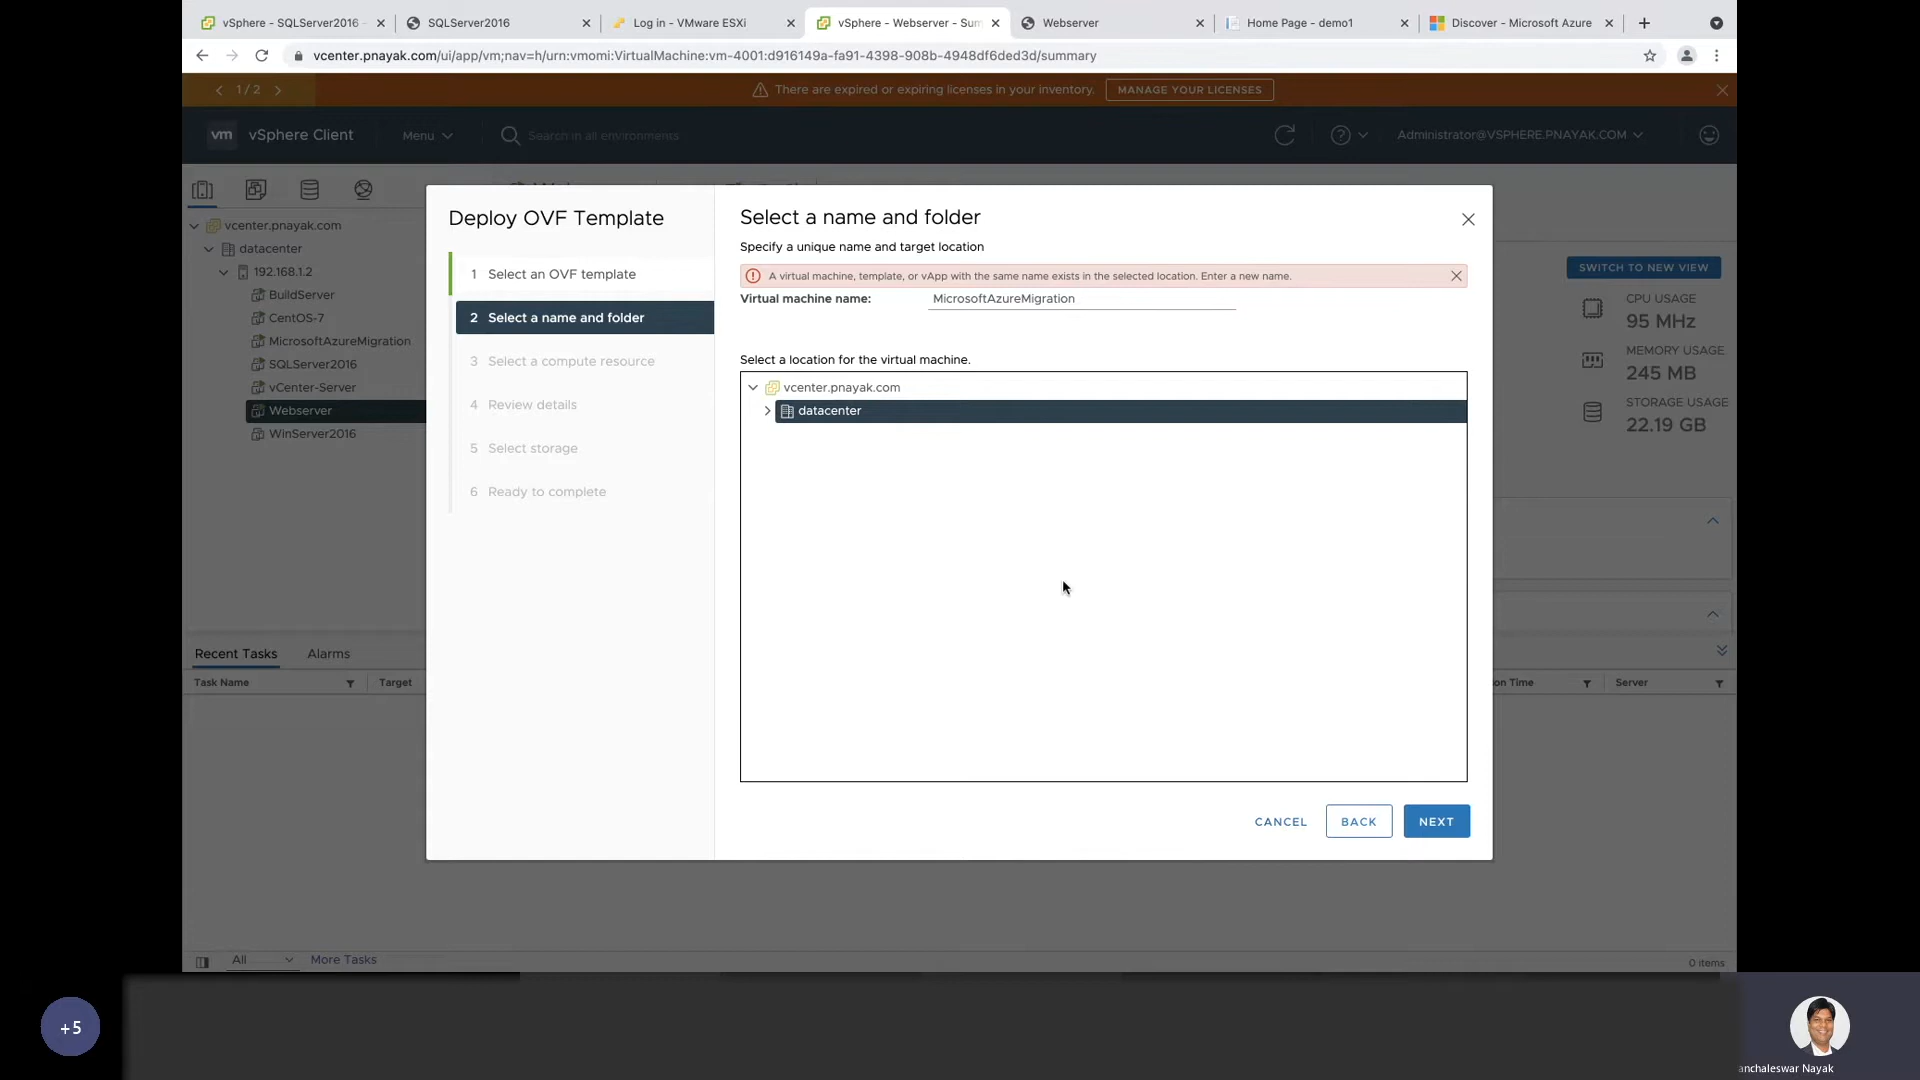 vSphere - SQLServer2016 -
SQLServer2016
Log in - VMware ESXi
vSphere - Webserver - Sum
Webserver
Home Page - demo1
Discover - Microsoft Azure
vcenter.pnayak.com/ui/app/vm;nav=h/urn:vmomi:VirtualMachine:vm-4001:d916149a-fa91-4398-908b-4948df6ded3d/summary
1 / 2
There are expired or expiring licenses in your inventory.
MANAGE YOUR LICENSES
vm
vSphere Client
Menu
Search in all environments
Administrator@VSPHERE.PNAYAK.COM
vcenter.pnayak.com
datacenter
192.168.1.2
BuildServer
CentOS-7
MicrosoftAzureMigration
SQLServer2016
vCenter-Server
Webserver
WinServer2016
SWITCH TO NEW VIEW
CPU USAGE
95 MHz
MEMORY USAGE
245 MB
STORAGE USAGE
22.19 GB
Deploy OVF Template
1 Select an OVF template
2 Select a name and folder
3 Select a compute resource
4 Review details
5 Select storage
6 Ready to complete
Select a name and folder
Specify a unique name and target location
A virtual machine, template, or vApp with the same name exists in the selected location. Enter a new name.
Virtual machine name:
MicrosoftAzureMigration
Select a location for the virtual machine.
vcenter.pnayak.com
datacenter
CANCEL
BACK
NEXT
Recent Tasks
Alarms
Task Name
Target
on Time
Server
All
More Tasks
0 items
+5
anchaleswar Nayak